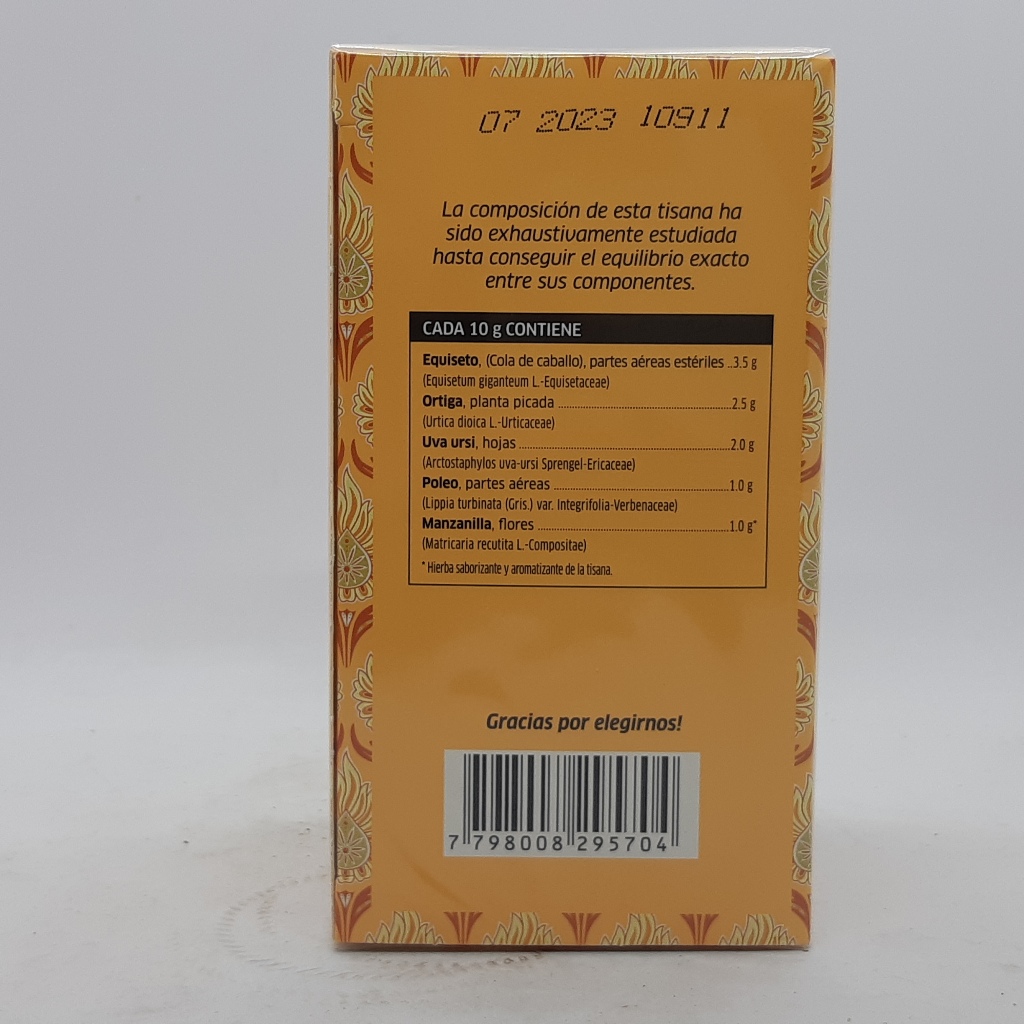 07 2023 10911
La composición de esta tisana ha
sido exhaustivamente estudiada
hasta conseguir el equilibrio exacto
entre sus componentes.
CADA 10 g CONTIENE
Equiseto, (Cola de caballo), partes aéreas estériles ..3.5 g
(Equisetum giganteum L.-Equisetaceae)
Ortiga, planta picada ..........2.5 g
(Urtica dioica L.-Urticaceae)
Uva ursi, hojas ..........2.0 g
(Arctostaphylos uva-ursi Sprengel-Ericaceae)
Poleo, partes aéreas ..........1.0 g
(Lippia turbinata (Gris.) var. Integrifolia-Verbenaceae)
Manzanilla, flores ..........1.0 g*
(Matricaria recutita L.-Compositae)
* Hierba saborizante y aromatizante de la tisana.
Gracias por elegirnos!
7 798008 295704